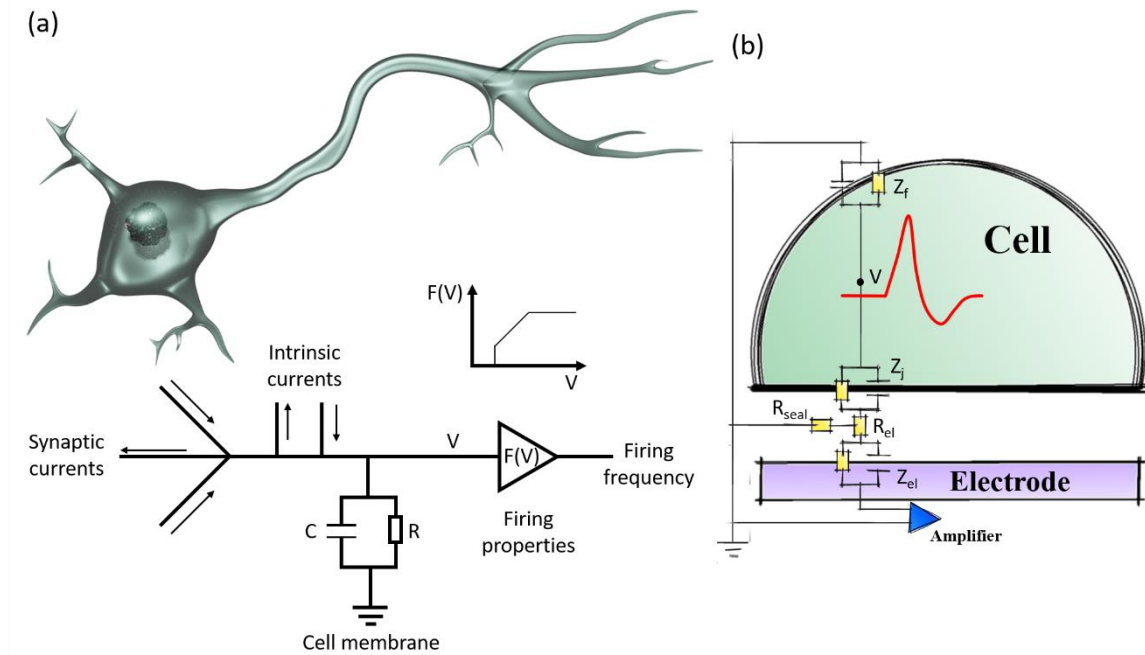 (a)
(b)
Z_f
Cell
V
F(V)
V
Intrinsic
currents
Z_j
R_seal
R_el
Synaptic
currents
V
F(V)
Firing
frequency
Z_el
Electrode
Firing
properties
C
R
Amplifier
Cell membrane